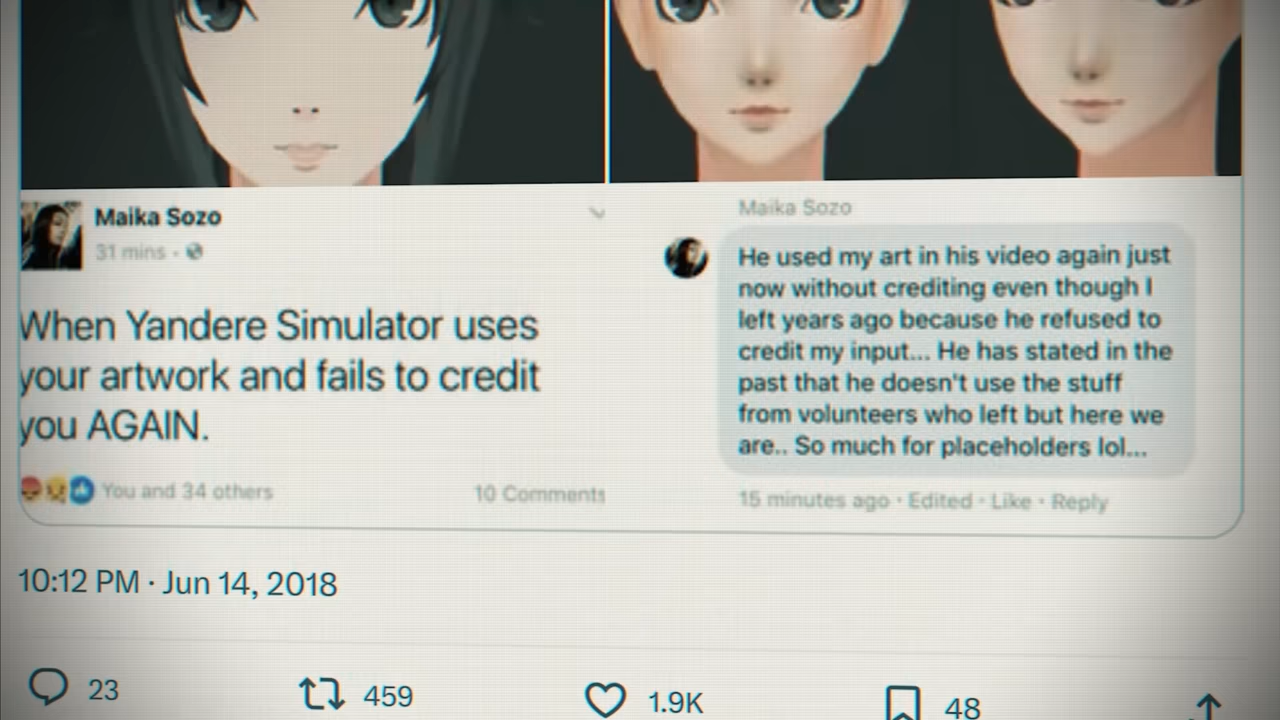 Maika Sozo
31 mins ·
When Yandere Simulator uses
your artwork and fails to credit
you AGAIN.
You and 34 others
10 Comments
Maika Sozo
He used my art in his video again just
now without crediting even though I
left years ago because he refused to
credit my input... He has stated in the
past that he doesn't use the stuff
from volunteers who left but here we
are.. So much for placeholders lol...
15 minutes ago · Edited · Like · Reply
10:12 PM · Jun 14, 2018
23
459
1.9K
48